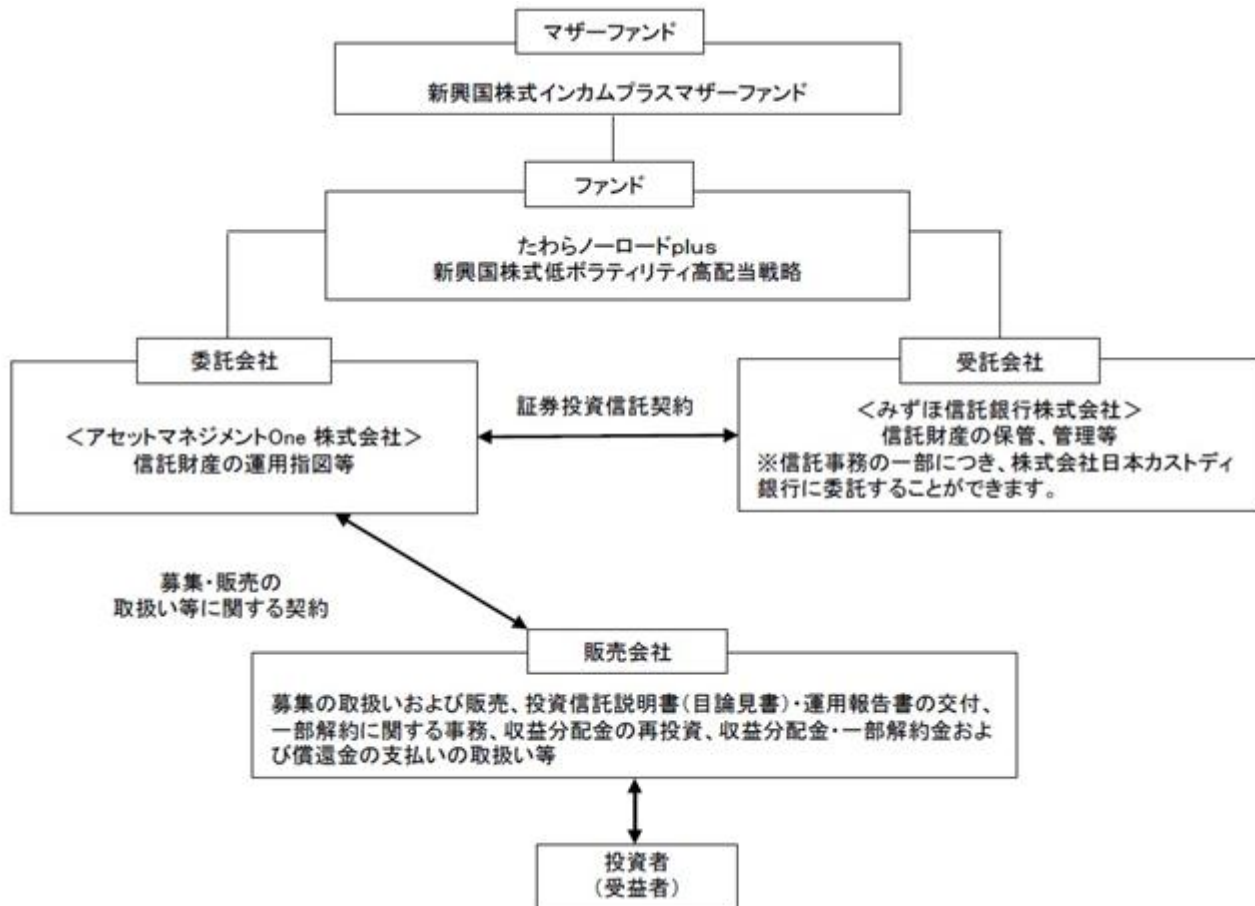 マザーファンド
新興国株式インカムプラスマザーファンド
ファンド
たわらノーロードplus
新興国株式低ボラティリティ高配当戦略
委託会社
＜アセットマネジメントOne 株式会社＞
信託財産の運用指図等
証券投資信託契約
受託会社
＜みずほ信託銀行株式会社＞
信託財産の保管、管理等
※信託事務の一部につき、株式会社日本カストディ
銀行に委託することができます。
募集・販売の
取扱い等に関する契約
販売会社
募集の取扱いおよび販売、投資信託説明書（目論見書）・運用報告書の交付、
一部解約に関する事務、収益分配金の再投資、収益分配金・一部解約金およ
び償還金の支払いの取扱い等
投資者
（受益者）